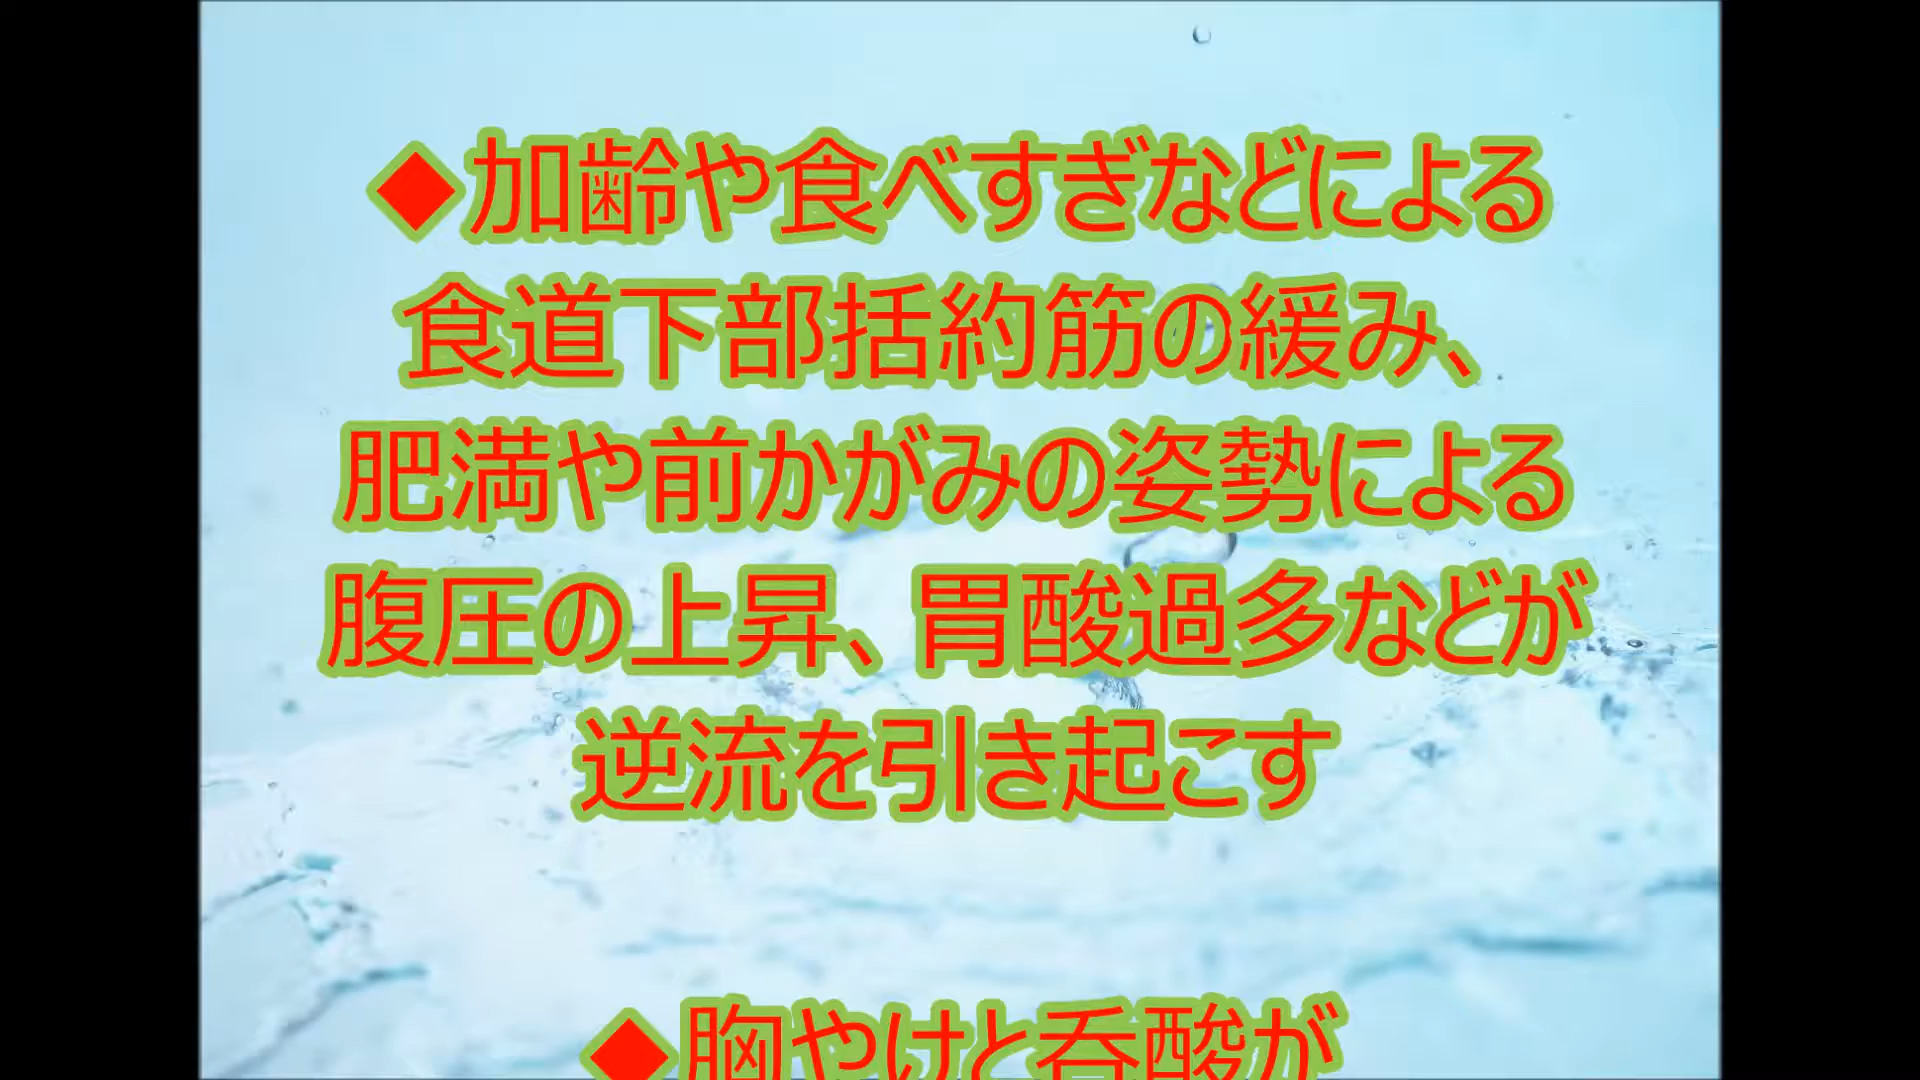 ◆加齢や食べすぎなどによる
食道下部括約筋の緩み、
肥満や前かがみの姿勢による
腹圧の上昇、胃酸過多などが
逆流を引き起こす
◆胸やけと呑酸が